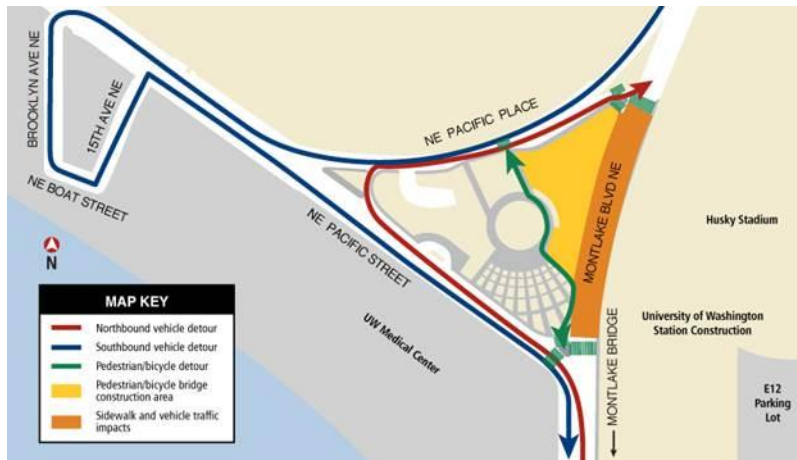 BROOKLYN AVE NE
15TH AVE NE
NE BOAT STREET
NE PACIFIC PLACE
NE PACIFIC STREET
MONTLAKE BLVD NE
Husky Stadium
N
UW Medical Center
University of Washington
Station Construction
MONTLAKE BRIDGE
E12
Parking
Lot
MAP KEY
Northbound vehicle detour
Southbound vehicle detour
Pedestrian/bicycle detour
Pedestrian/bicycle bridge
construction area
Sidewalk and vehicle traffic
impacts